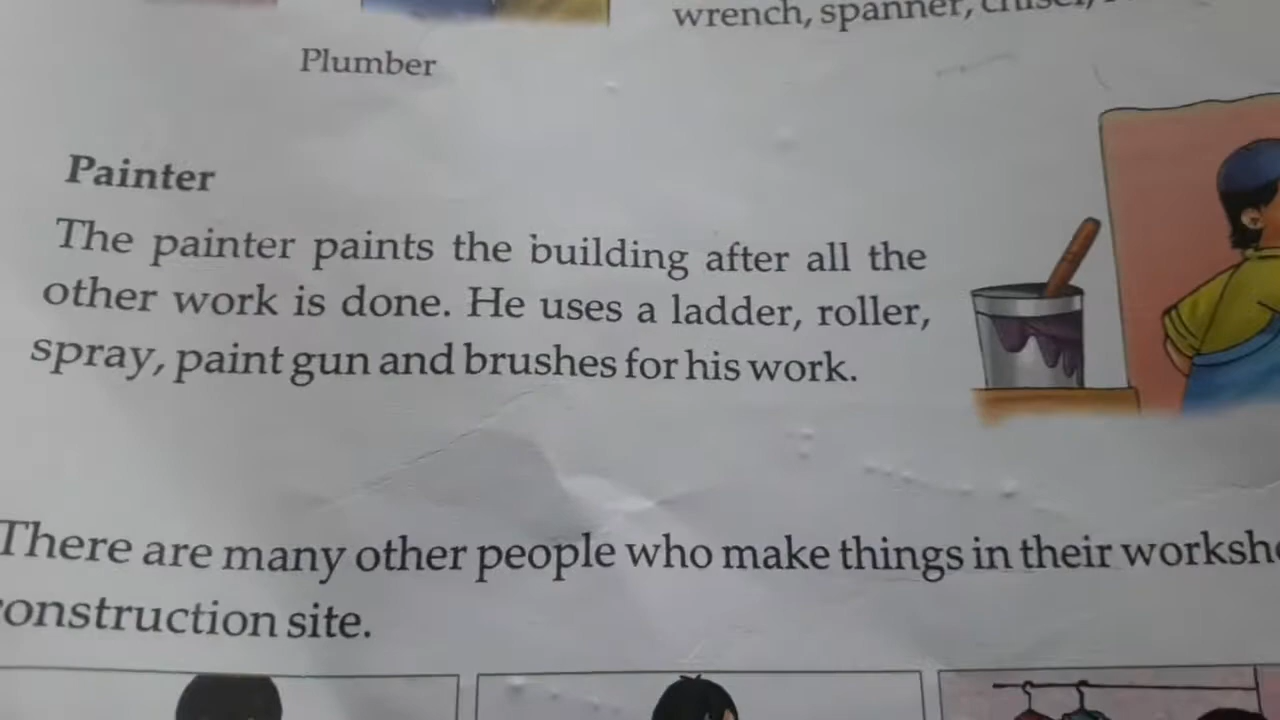 wrench, spanner, chisel,
Plumber
Painter
The painter paints the building after all the
other work is done. He uses a ladder, roller,
spray, paint gun and brushes for his work.
There are many other people who make things in their
construction site.